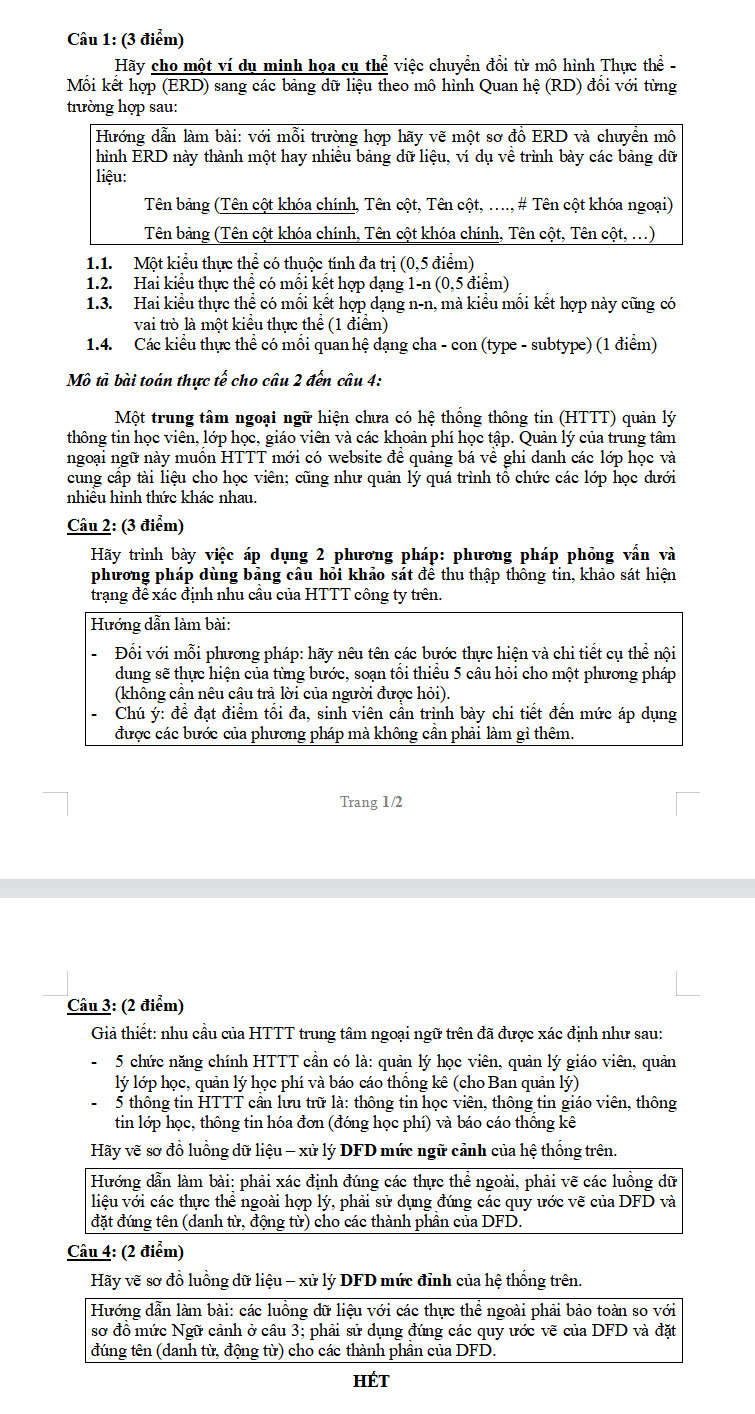 Câu 1: (3 điểm)
Hãy cho một ví dụ minh họa cụ thể việc chuyển đổi từ mô hình Thực thể -
Mối kết hợp (ERD) sang các bảng dữ liệu theo mô hình Quan hệ (RD) đối với từng
trường hợp sau:
Hướng dẫn làm bài: với mỗi trường hợp hãy vẽ một sơ đồ ERD và chuyển mô
hình ERD này thành một hay nhiều bảng dữ liệu, ví dụ về trình bày các bảng dữ
liệu:
Tên bảng (Tên cột khóa chính, Tên cột, Tên cột, …., # Tên cột khóa ngoại)
Tên bảng (Tên cột khóa chính, Tên cột khóa chính, Tên cột, Tên cột, …)
1.1. Một kiểu thực thể có thuộc tính đa trị (0,5 điểm)
1.2. Hai kiểu thực thể có mối kết hợp dạng 1-n (0,5 điểm)
1.3. Hai kiểu thực thể có mối kết hợp dạng n-n, mà kiểu mối kết hợp này cũng có
vai trò là một kiểu thực thể (1 điểm)
1.4. Các kiểu thực thể có mối quan hệ dạng cha - con (type - subtype) (1 điểm)
Mô tả bài toán thực tế cho câu 2 đến câu 4:
Một trung tâm ngoại ngữ hiện chưa có hệ thống thông tin (HTTT) quản lý
thông tin học viên, lớp học, giáo viên và các khoản phí học tập. Quản lý của trung tâm
ngoại ngữ này muốn HTTT mới có website để quảng bá về ghi danh các lớp học và
cung cấp tài liệu cho học viên; cũng như quản lý quá trình tổ chức các lớp học dưới
nhiều hình thức khác nhau.
Câu 2: (3 điểm)
Hãy trình bày việc áp dụng 2 phương pháp: phương pháp phỏng vấn và
phương pháp dùng bảng câu hỏi khảo sát để thu thập thông tin, khảo sát hiện
trạng để xác định nhu cầu của HTTT công ty trên.
Hướng dẫn làm bài:
- Đối với mỗi phương pháp: hãy nêu tên các bước thực hiện và chi tiết cụ thể nội
dung sẽ thực hiện của từng bước, soạn tối thiểu 5 câu hỏi cho một phương pháp
(không cần nêu câu trả lời của người được hỏi).
- Chú ý: để đạt điểm tối đa, sinh viên cần trình bày chi tiết đến mức áp dụng
được các bước của phương pháp mà không cần phải làm gì thêm.
Trang 1/2
Câu 3: (2 điểm)
Giả thiết: nhu cầu của HTTT trung tâm ngoại ngữ trên đã được xác định như sau:
- 5 chức năng chính HTTT cần có là: quản lý học viên, quản lý giáo viên, quản
lý lớp học, quản lý học phí và báo cáo thống kê (cho Ban quản lý)
- 5 thông tin HTTT cần lưu trữ là: thông tin học viên, thông tin giáo viên, thông
tin lớp học, thông tin hóa đơn (đóng học phí) và báo cáo thống kê
Hãy vẽ sơ đồ luồng dữ liệu – xử lý DFD mức ngữ cảnh của hệ thống trên.
Hướng dẫn làm bài: phải xác định đúng các thực thể ngoài, phải vẽ các luồng dữ
liệu với các thực thể ngoài hợp lý, phải sử dụng đúng các quy ước vẽ của DFD và
đặt đúng tên (danh từ, động từ) cho các thành phần của DFD.
Câu 4: (2 điểm)
Hãy vẽ sơ đồ luồng dữ liệu – xử lý DFD mức đỉnh của hệ thống trên.
Hướng dẫn làm bài: các luồng dữ liệu với các thực thể ngoài phải bảo toàn so với
sơ đồ mức Ngữ cảnh ở câu 3; phải sử dụng đúng các quy ước vẽ của DFD và đặt
đúng tên (danh từ, động từ) cho các thành phần của DFD.
HẾT